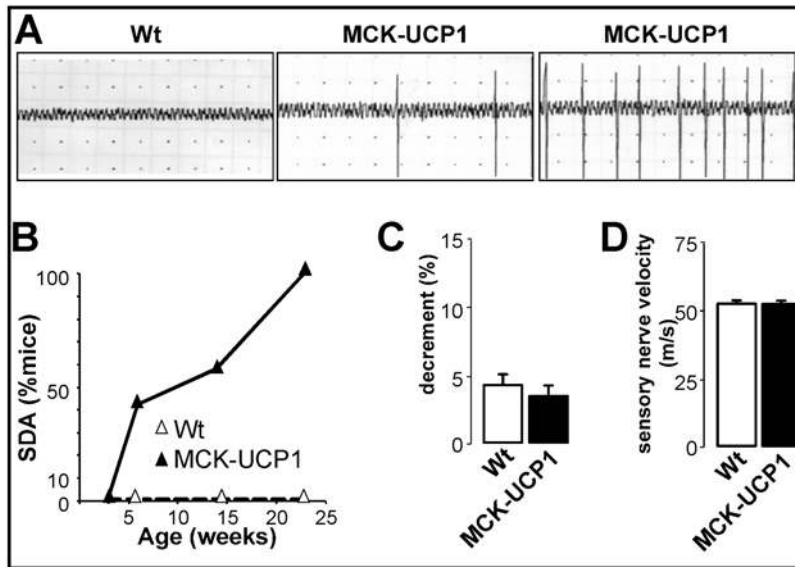 A
Wt
MCK-UCP1
MCK-UCP1
B
SDA (%mice)
100
50
10
0
5
10
15
20
25
Age (weeks)
Wt
MCK-UCP1
C
decrement (%)
15
10
5
0
Wt
MCK-UCP1
D
sensory nerve velocity
(m/s)
75
50
25
0
Wt
MCK-UCP1